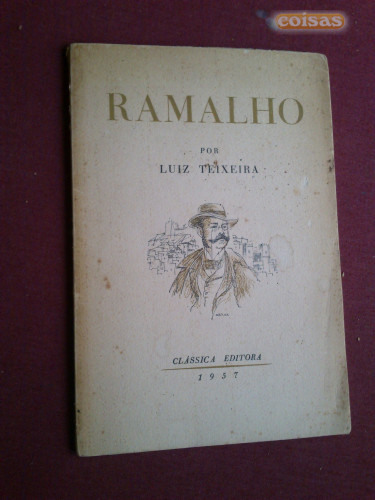 coisas
RAMALHO
POR
LUIZ TEIXEIRA
CLÁSSICA EDITORA
1957